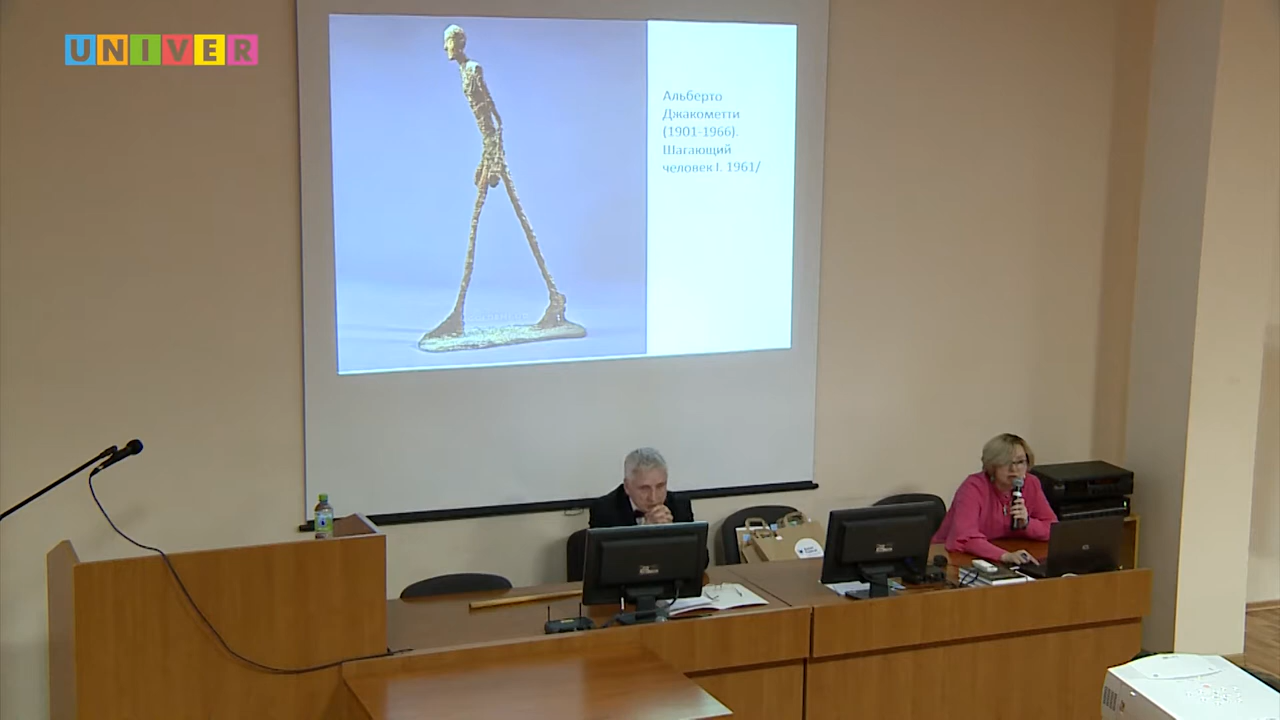 UNIVER
Альберто
Джакометти
(1901-1966).
Шагающий
человек I. 1961/